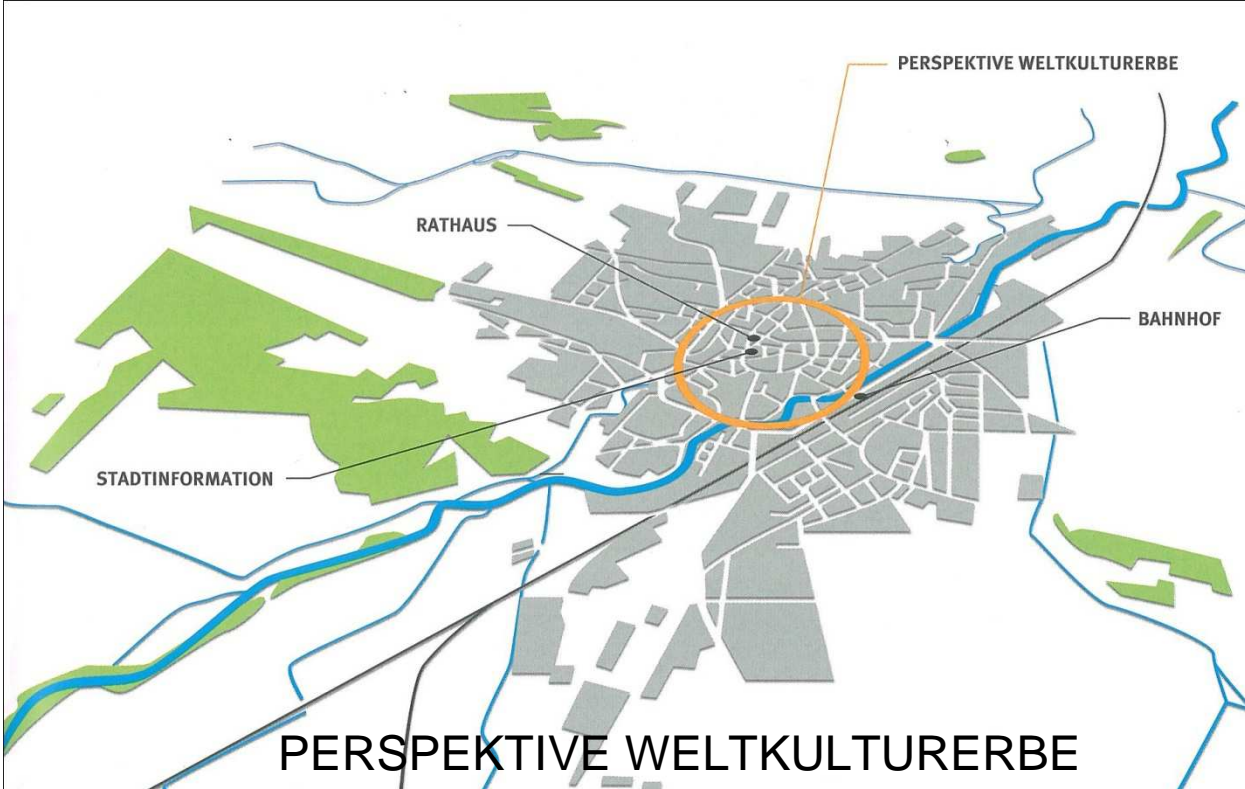 PERSPEKTIVE WELTKULTURERBE
RATHAUS
BAHNHOF
STADTINFORMATION
PERSPEKTIVE WELTKULTURERBE